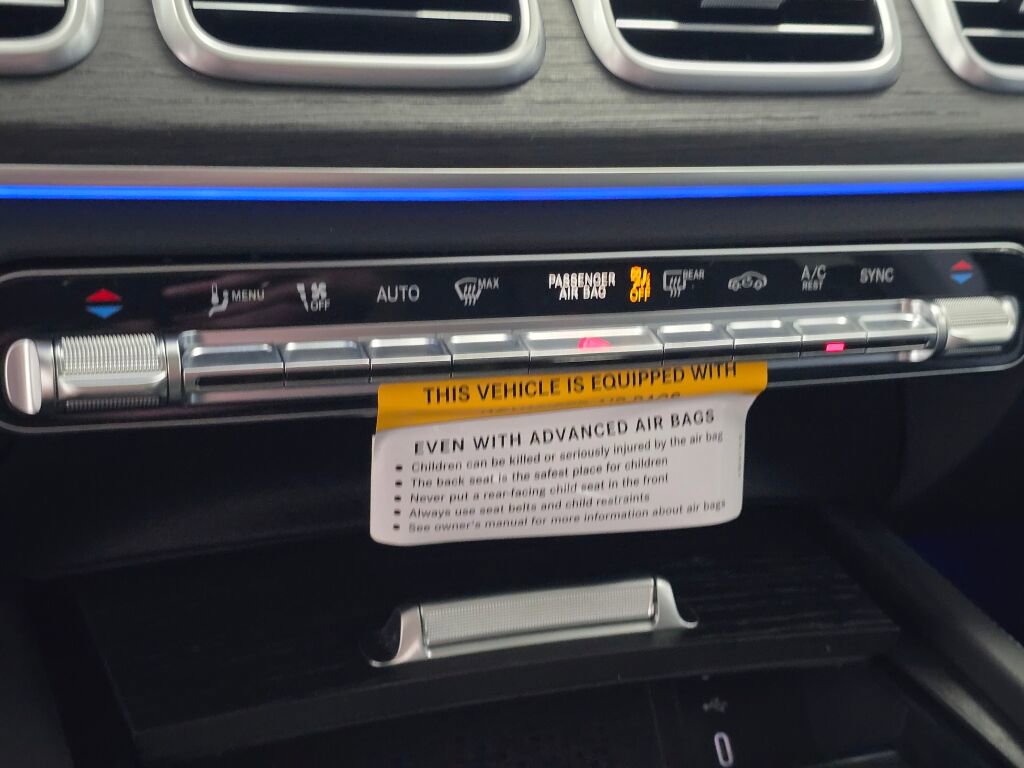 MENU
OFF
AUTO
MAX
PASSENGER
AIR BAG
OFF
REAR
A/C
REST
SYNC
THIS VEHICLE IS EQUIPPED WITH
EVEN WITH ADVANCED AIR BAGS
• Children can be killed or seriously injured by the air bag
• The back seat is the safest place for children
• Never put a rear-facing child seat in the front
• Always use seat belts and child restraints
• See owner's manual for more information about air bags